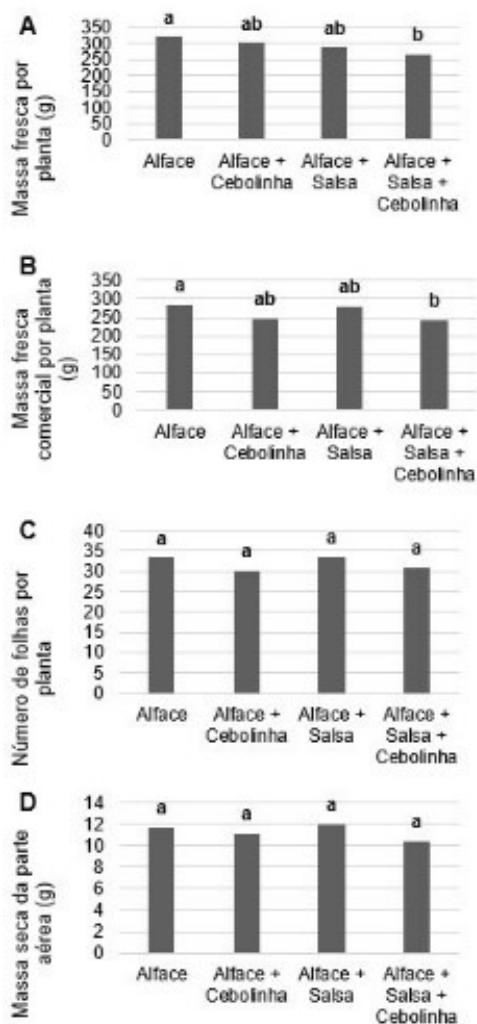 A
Massa fresca por
planta (g)
350
300
250
200
150
100
50
0
a
ab
ab
b
Alface
Alface +
Cebolinha
Alface +
Salsa
Alface +
Salsa +
Cebolinha
B
Massa fresca
comercial por planta
(g)
350
300
250
200
150
100
50
0
a
ab
ab
b
Alface
Alface +
Cebolinha
Alface +
Salsa
Alface +
Salsa +
Cebolinha
C
Número de folhas por
planta
40
35
30
25
20
15
10
5
0
a
a
a
a
Alface
Alface +
Cebolinha
Alface +
Salsa
Alface +
Salsa +
Cebolinha
D
Massa seca da parte
aérea (g)
14
12
10
8
6
4
2
0
a
a
a
a
Alface
Alface +
Cebolinha
Alface +
Salsa
Alface +
Salsa +
Cebolinha